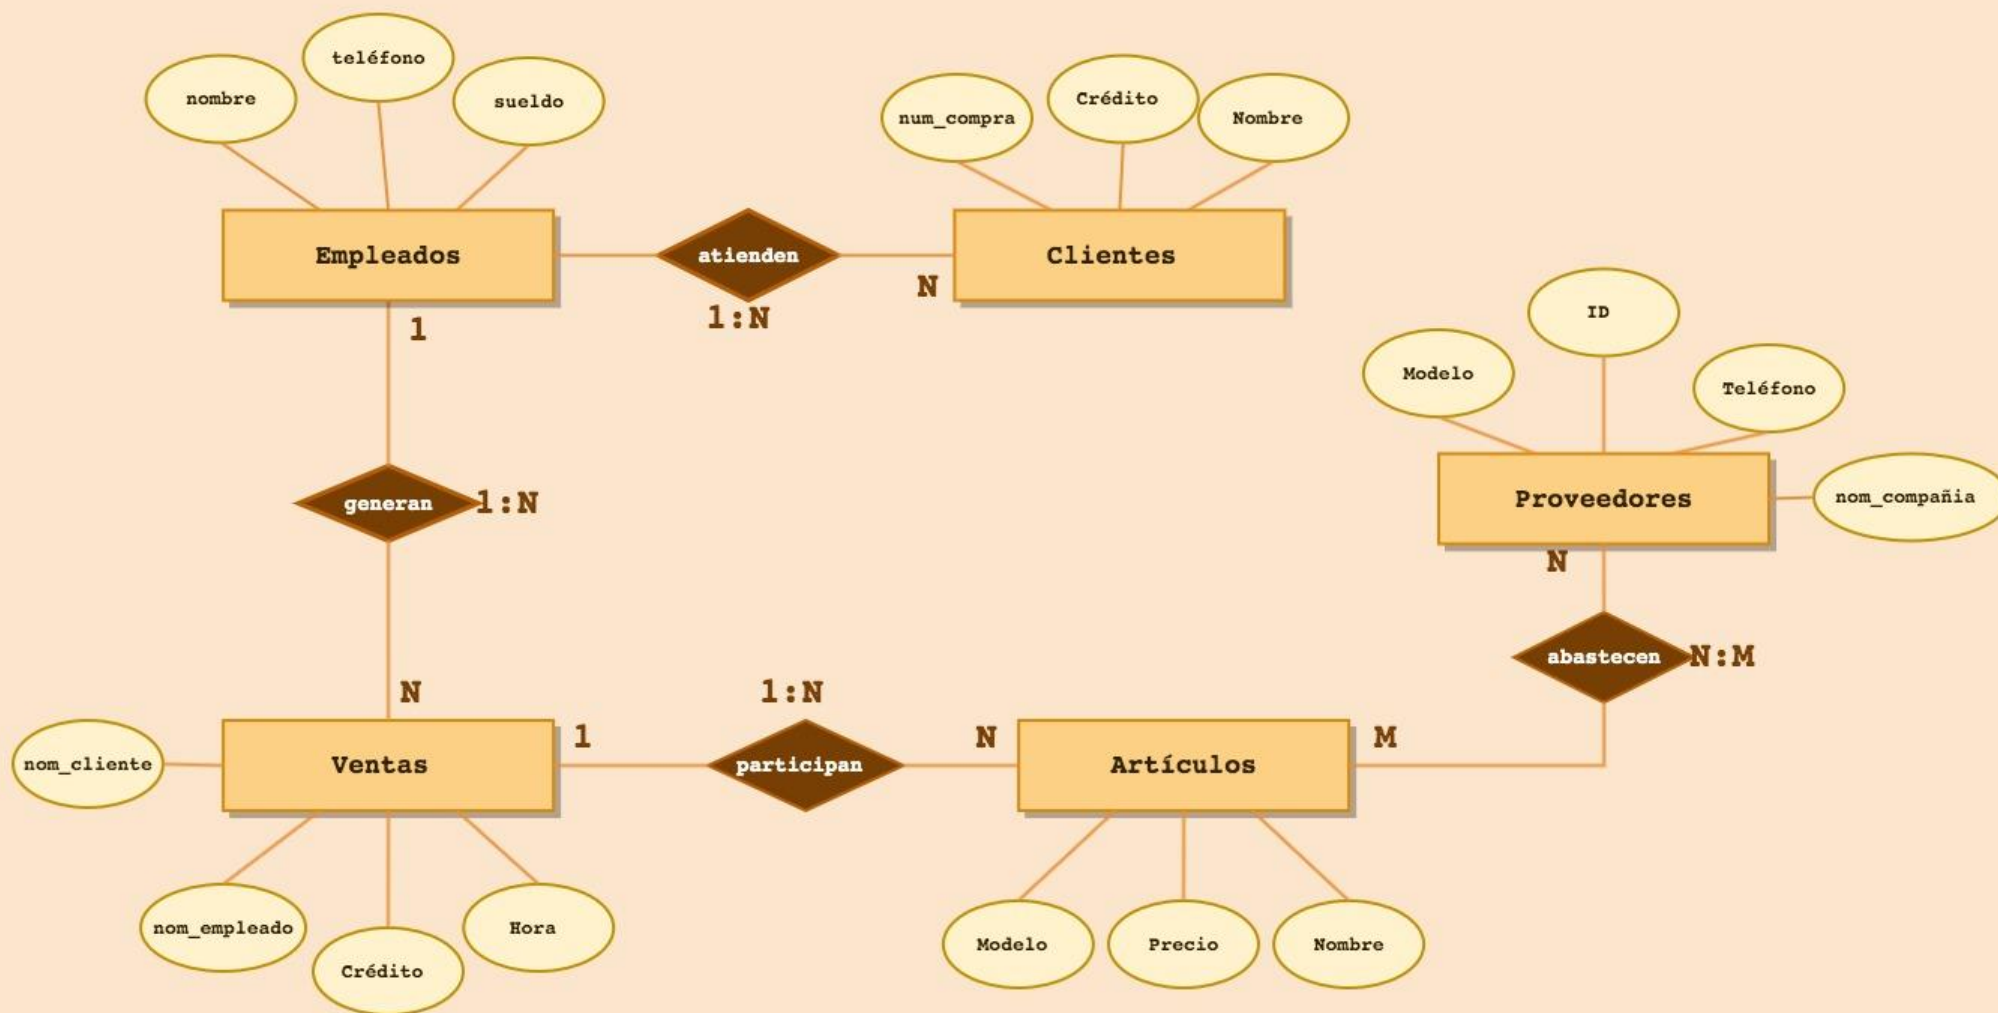 teléfono
nombre
sueldo
num_compra
Crédito
Nombre
Empleados
atienden
Clientes
N
1:N
1
ID
Modelo
Teléfono
generan
1:N
Proveedores
nom_compañia
N
abastecen
N:M
N
1:N
1
N
M
nom_cliente
Ventas
participan
Artículos
nom_empleado
Crédito
Hora
Modelo
Precio
Nombre